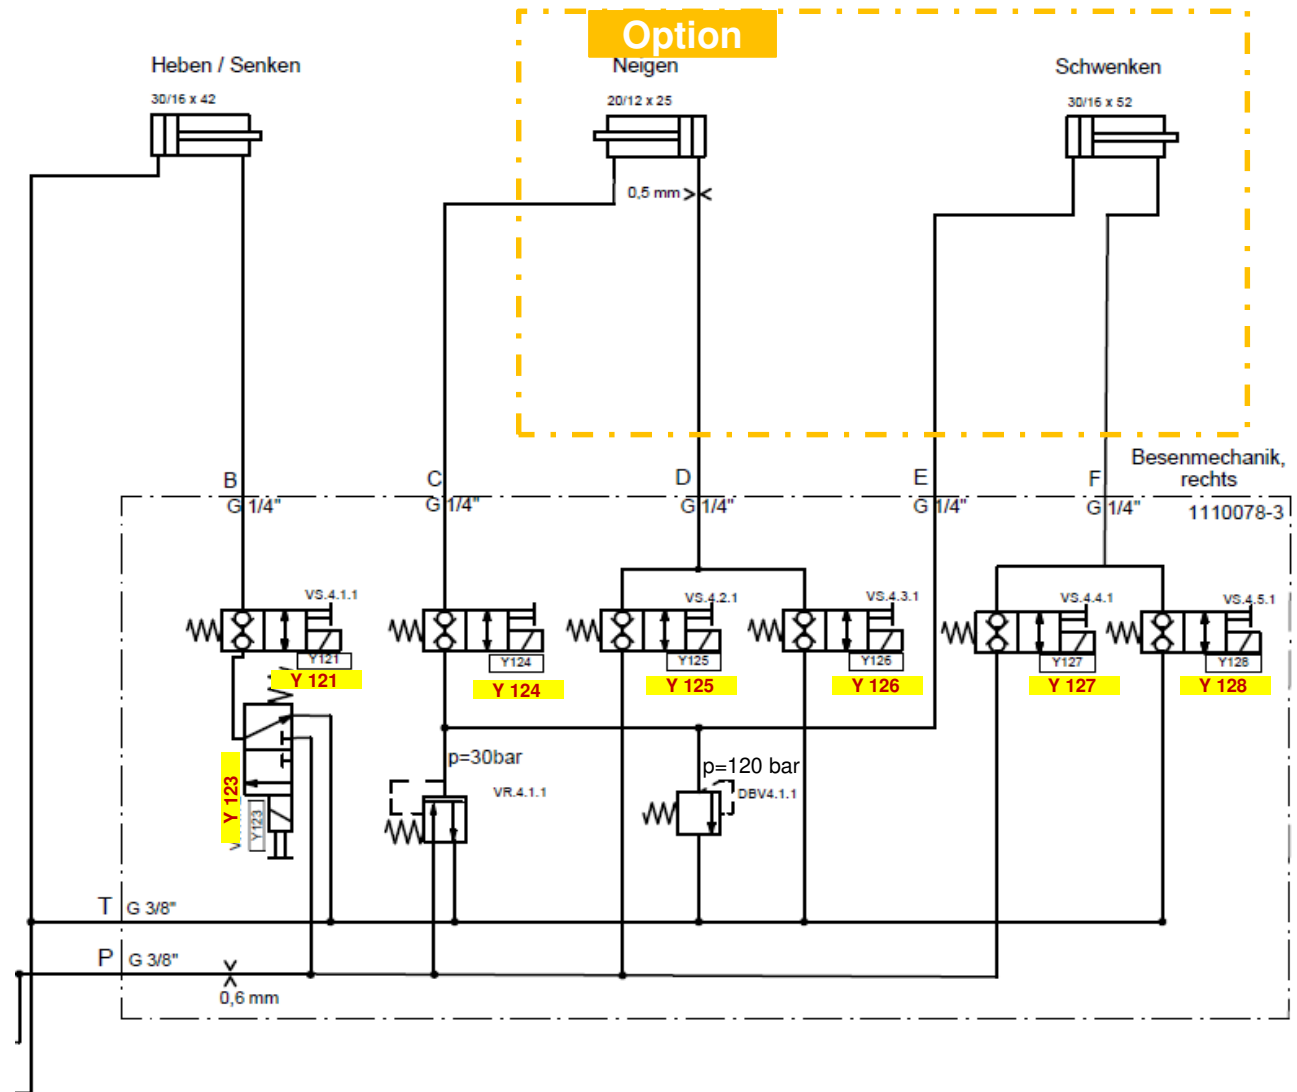 Option
Heben / Senken
Neigen
Schwenken
30/16 x 42
20/12 x 25
30/16 x 52
0,5 mm
Besenmechanik,
rechts
1110078-3
B
C
D
E
F
G 1/4"
G 1/4"
G 1/4"
G 1/4"
G 1/4"
VS.4.1.1
VS.4.2.1
VS.4.3.1
VS.4.4.1
VS.4.5.1
Y121
Y124
Y125
Y126
Y127
Y128
Y 121
Y 124
Y 125
Y 126
Y 127
Y 128
p=30bar
p=120 bar
VR.4.1.1
DBV4.1.1
Y 123
Y123
T G 3/8"
P G 3/8"
0,6 mm